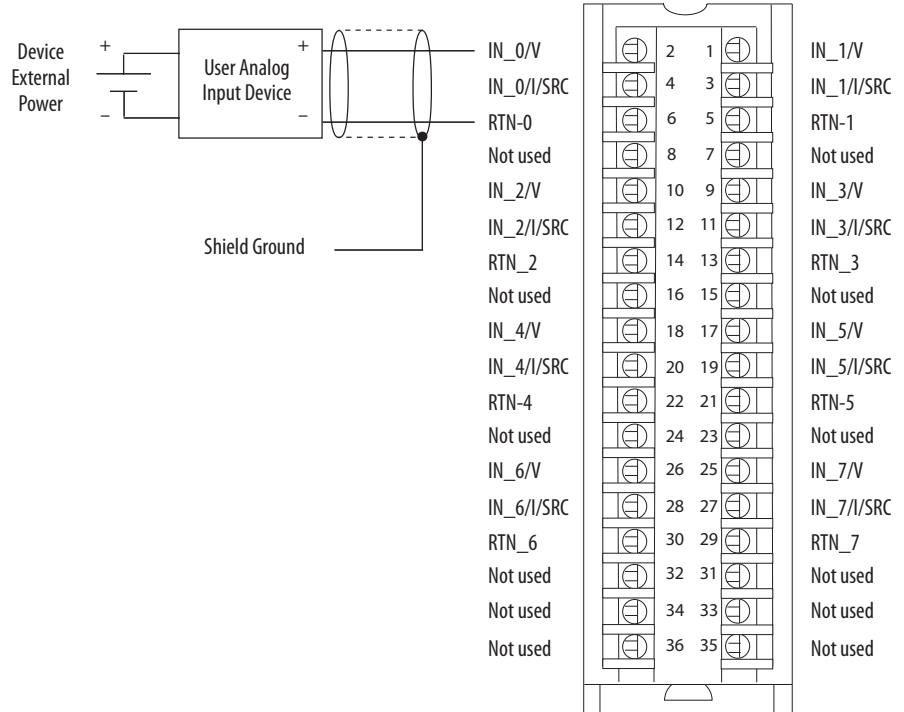 Device
External
Power
+
−
User Analog
Input Device
+
−
Shield Ground
IN_0/V 2 1 IN_1/V
IN_0/I/SRC 4 3 IN_1/I/SRC
RTN-0 6 5 RTN-1
Not used 8 7 Not used
IN_2/V 10 9 IN_3/V
IN_2/I/SRC 12 11 IN_3/I/SRC
RTN_2 14 13 RTN_3
Not used 16 15 Not used
IN_4/V 18 17 IN_5/V
IN_4/I/SRC 20 19 IN_5/I/SRC
RTN-4 22 21 RTN-5
Not used 24 23 Not used
IN_6/V 26 25 IN_7/V
IN_6/I/SRC 28 27 IN_7/I/SRC
RTN_6 30 29 RTN_7
Not used 32 31 Not used
Not used 34 33 Not used
Not used 36 35 Not used